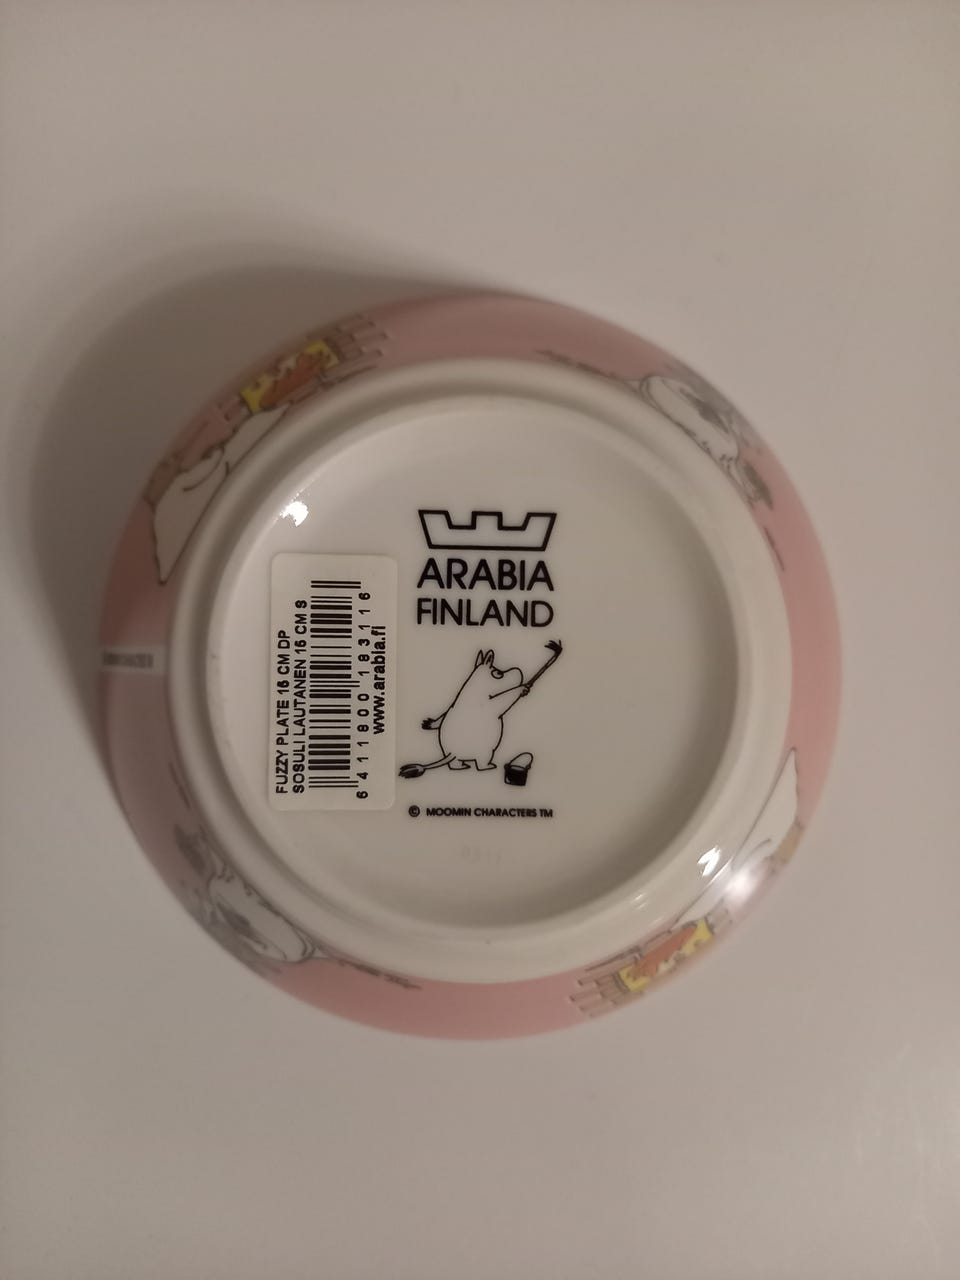 ARABIA
FINLAND
© MOOMIN CHARACTERS TM
FUZZY PLATE 15 CM DP
SOSULI LAUTANEN 15 CM S
6 411800 183116
www.arabia.fi